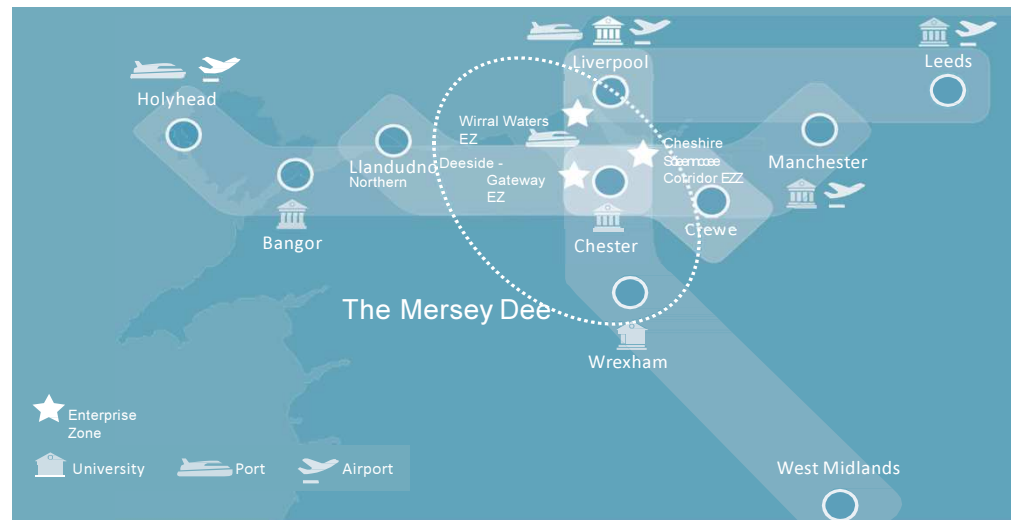 Liverpool
Leeds
Holyhead
Wirral Waters
EZ
Cheshire
Manchester
Llandudno
Northern
Deeside -
Gateway
EZ
Bangor
Chester
Crewe
The Mersey Dee
Wrexham
Enterprise
Zone
University
Port
Airport
West Midlands